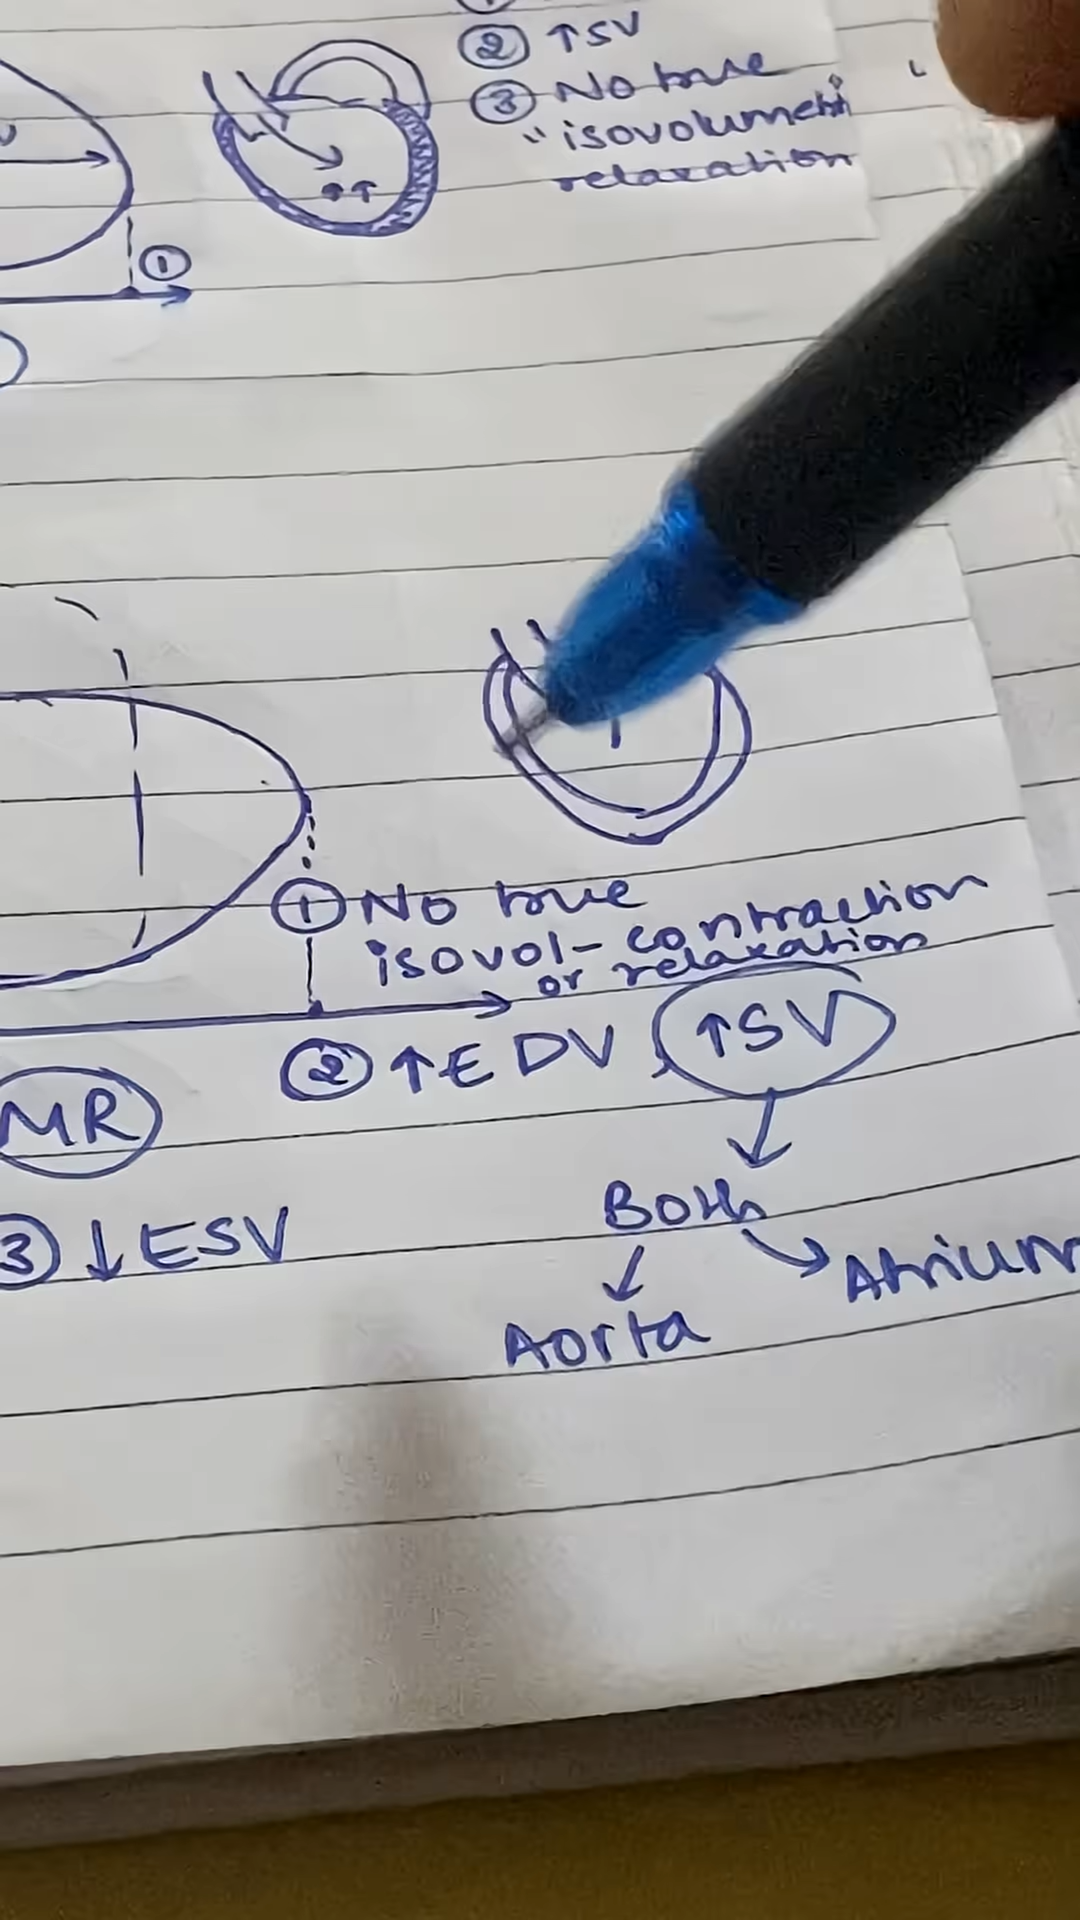 ② ↑SV
③ No true
"isovolumetri
relaxation
↑↑
①
① No true
isovol- contraction
or relaxation
② ↑EDV, ↑SV
MR
Both
③ ↓ESV
Atrium
Aorta